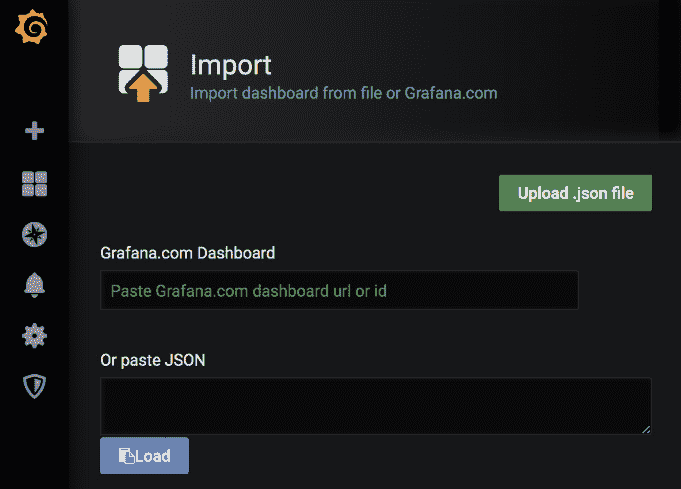 Import
Import dashboard from file or Grafana.com
Upload .json file
Grafana.com Dashboard
Paste Grafana.com dashboard url or id
Or paste JSON
Load